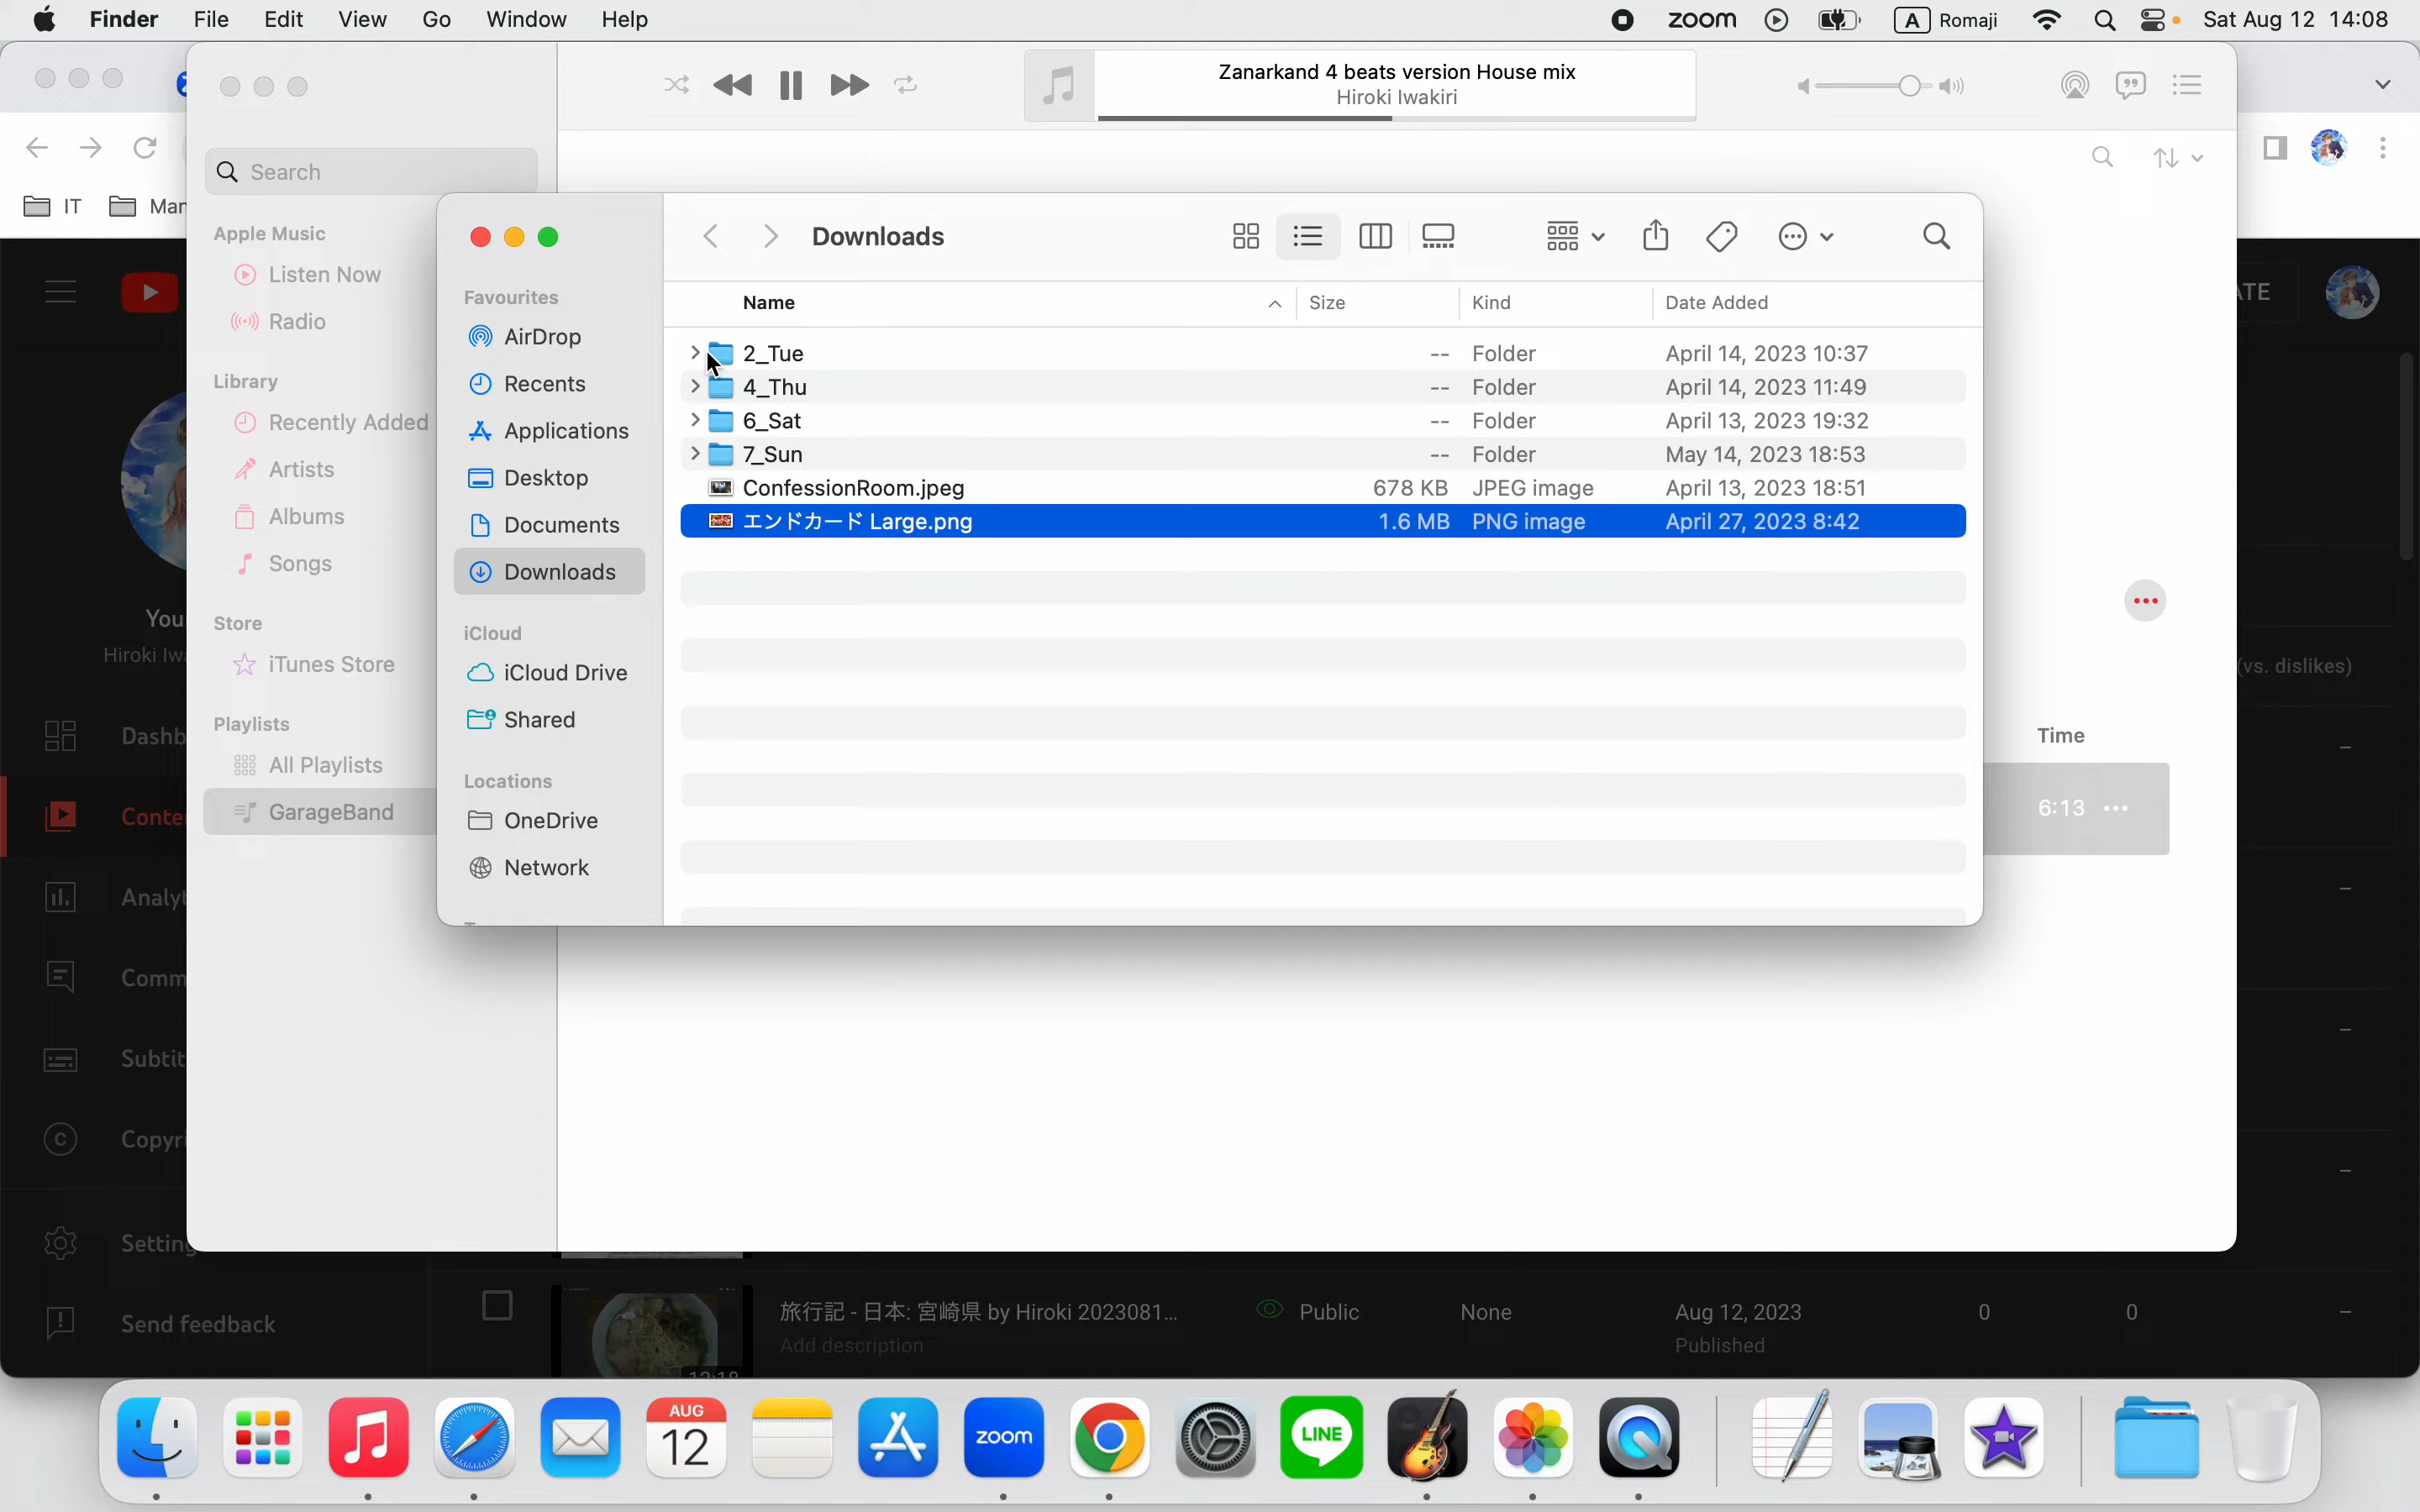 Finder File Edit View Go Window Help zoom A Romaji Sat Aug 12 14:08
Zanarkand 4 beats version House mix
Hiroki Iwakiri
Search
IT
Apple Music
Listen Now
Radio
Library
Recently Added
Artists
Albums
Songs
Store
iTunes Store
Playlists
All Playlists
GarageBand
Downloads
Favourites
AirDrop
Recents
Applications
Desktop
Documents
Downloads
iCloud
iCloud Drive
Shared
Locations
OneDrive
Network
Name Size Kind Date Added
2_Tue -- Folder April 14, 2023 10:37
4_Thu -- Folder April 14, 2023 11:49
6_Sat -- Folder April 13, 2023 19:32
7_Sun -- Folder May 14, 2023 18:53
ConfessionRoom.jpeg 678 KB JPEG image April 13, 2023 18:51
エンドカード Large.png 1.6 MB PNG image April 27, 2023 8:42
(vs. dislikes)
Time
6:13
You
Hiroki
Send feedback
旅行記 - 日本: 宮崎県 by Hiroki 2023081... Public None Aug 12, 2023 0 0 –
Add description Published
AUG
12
zoom
LINE